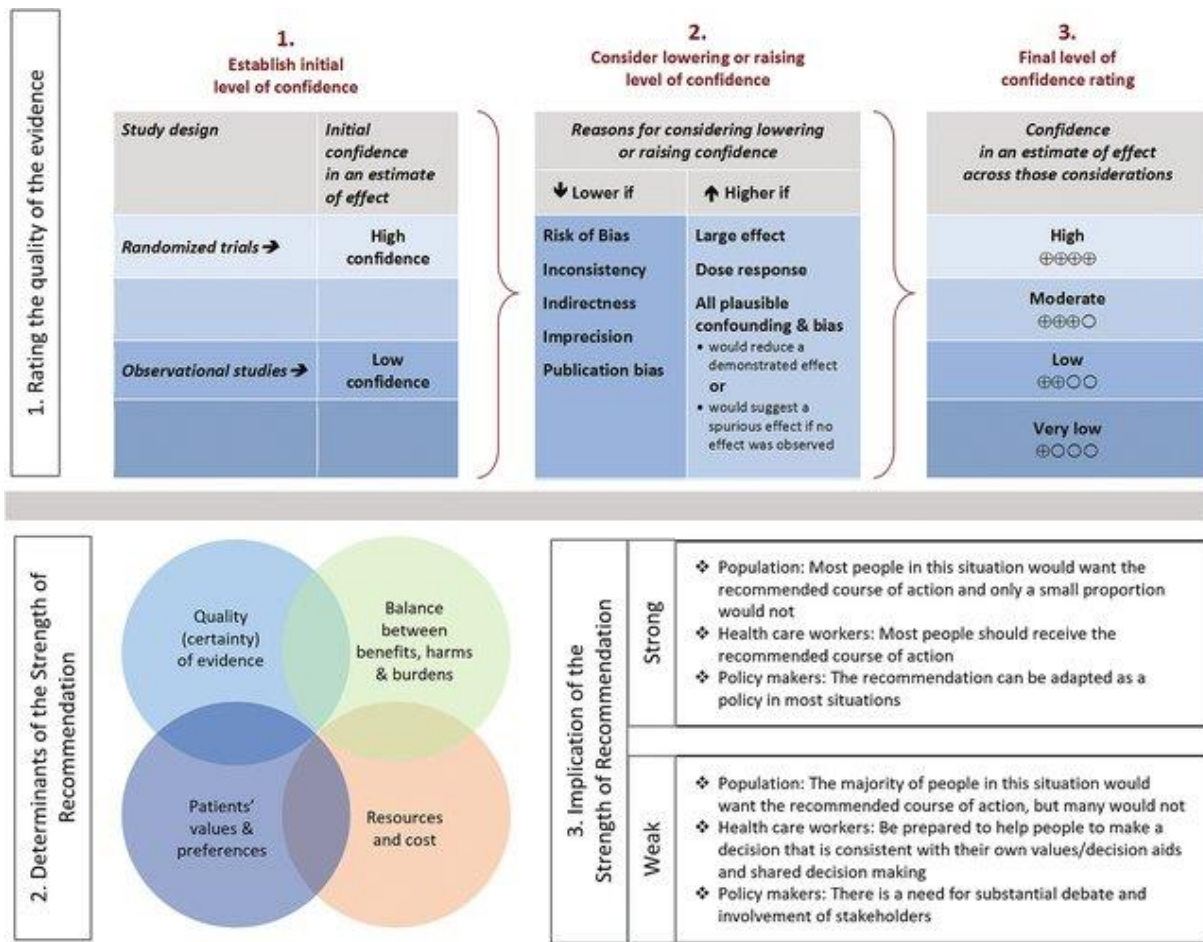 1. Rating the quality of the evidence
1.
Establish initial
level of confidence
Study design
Initial
confidence
in an estimate
of effect
Randomized trials ➔
High
confidence
Observational studies ➔
Low
confidence
2.
Consider lowering or raising
level of confidence
Reasons for considering lowering
or raising confidence
🡇 Lower if
🡅 Higher if
Risk of Bias
Inconsistency
Indirectness
Imprecision
Publication bias
Large effect
Dose response
All plausible
confounding & bias
• would reduce a
demonstrated effect
or
• would suggest a
spurious effect if no
effect was observed
3.
Final level of
confidence rating
Confidence
in an estimate of effect
across those considerations
High
⊕⊕⊕⊕
Moderate
⊕⊕⊕○
Low
⊕⊕○○
Very low
⊕○○○
2. Determinants of the Strength of
Recommendation
Quality
(certainty)
of evidence
Balance
between
benefits, harms
& burdens
Patients'
values &
preferences
Resources
and cost
3. Implication of the
Strength of Recommendation
Strong
❖ Population: Most people in this situation would want the
recommended course of action and only a small proportion
would not
❖ Health care workers: Most people should receive the
recommended course of action
❖ Policy makers: The recommendation can be adapted as a
policy in most situations
Weak
❖ Population: The majority of people in this situation would
want the recommended course of action, but many would not
❖ Health care workers: Be prepared to help people to make a
decision that is consistent with their own values/decision aids
and shared decision making
❖ Policy makers: There is a need for substantial debate and
involvement of stakeholders